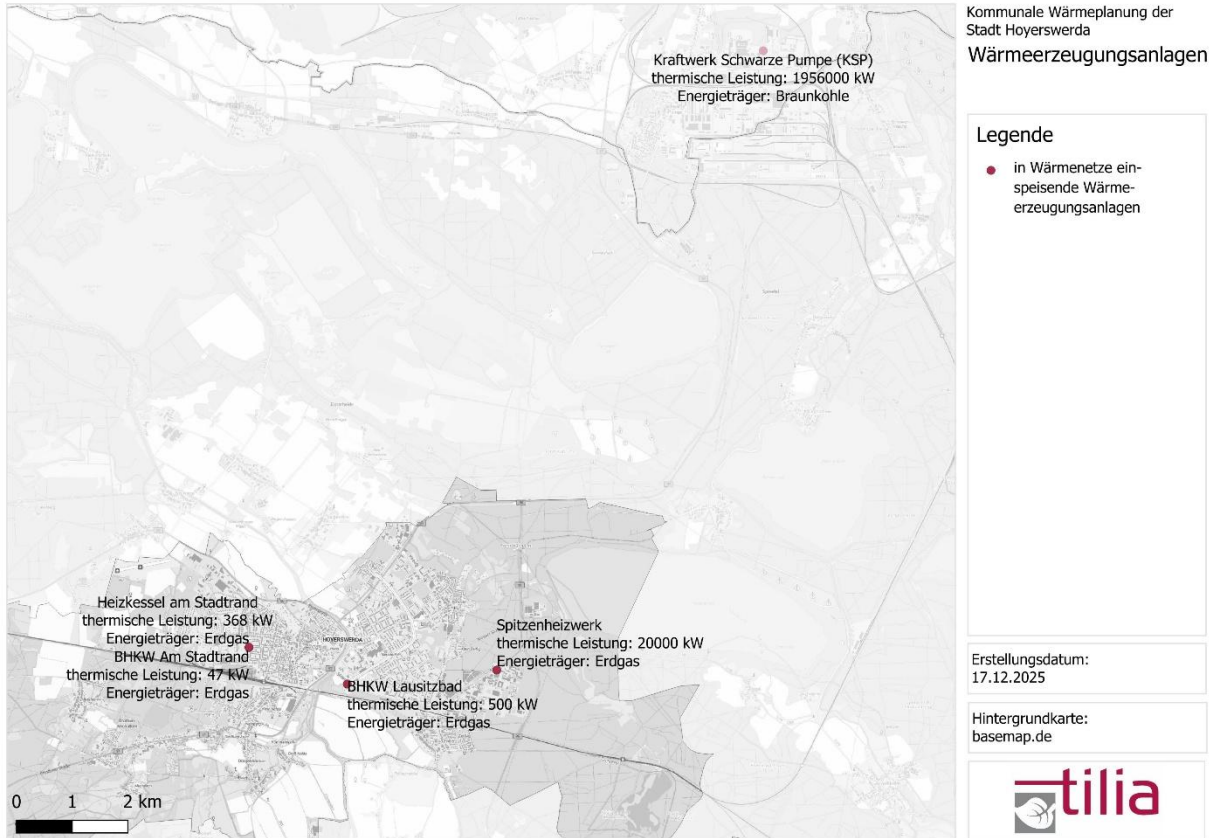 Kommunale Wärmeplanung der
Stadt Hoyerswerda
Wärmeerzeugungsanlagen
Kraftwerk Schwarze Pumpe (KSP)
thermische Leistung: 1956000 kW
Energieträger: Braunkohle
Legende
in Wärmenetze ein-
speisende Wärme-
erzeugungsanlagen
Heizkessel am Stadtrand
thermische Leistung: 368 kW
Energieträger: Erdgas
BHKW Am Stadtrand
thermische Leistung: 47 kW
Energieträger: Erdgas
HOYERSWERDA
BHKW Lausitzbad
thermische Leistung: 500 kW
Energieträger: Erdgas
Spitzenheizwerk
thermische Leistung: 20000 kW
Energieträger: Erdgas
0 1 2 km
Erstellungsdatum:
17.12.2025
Hintergrundkarte:
basemap.de
tilia